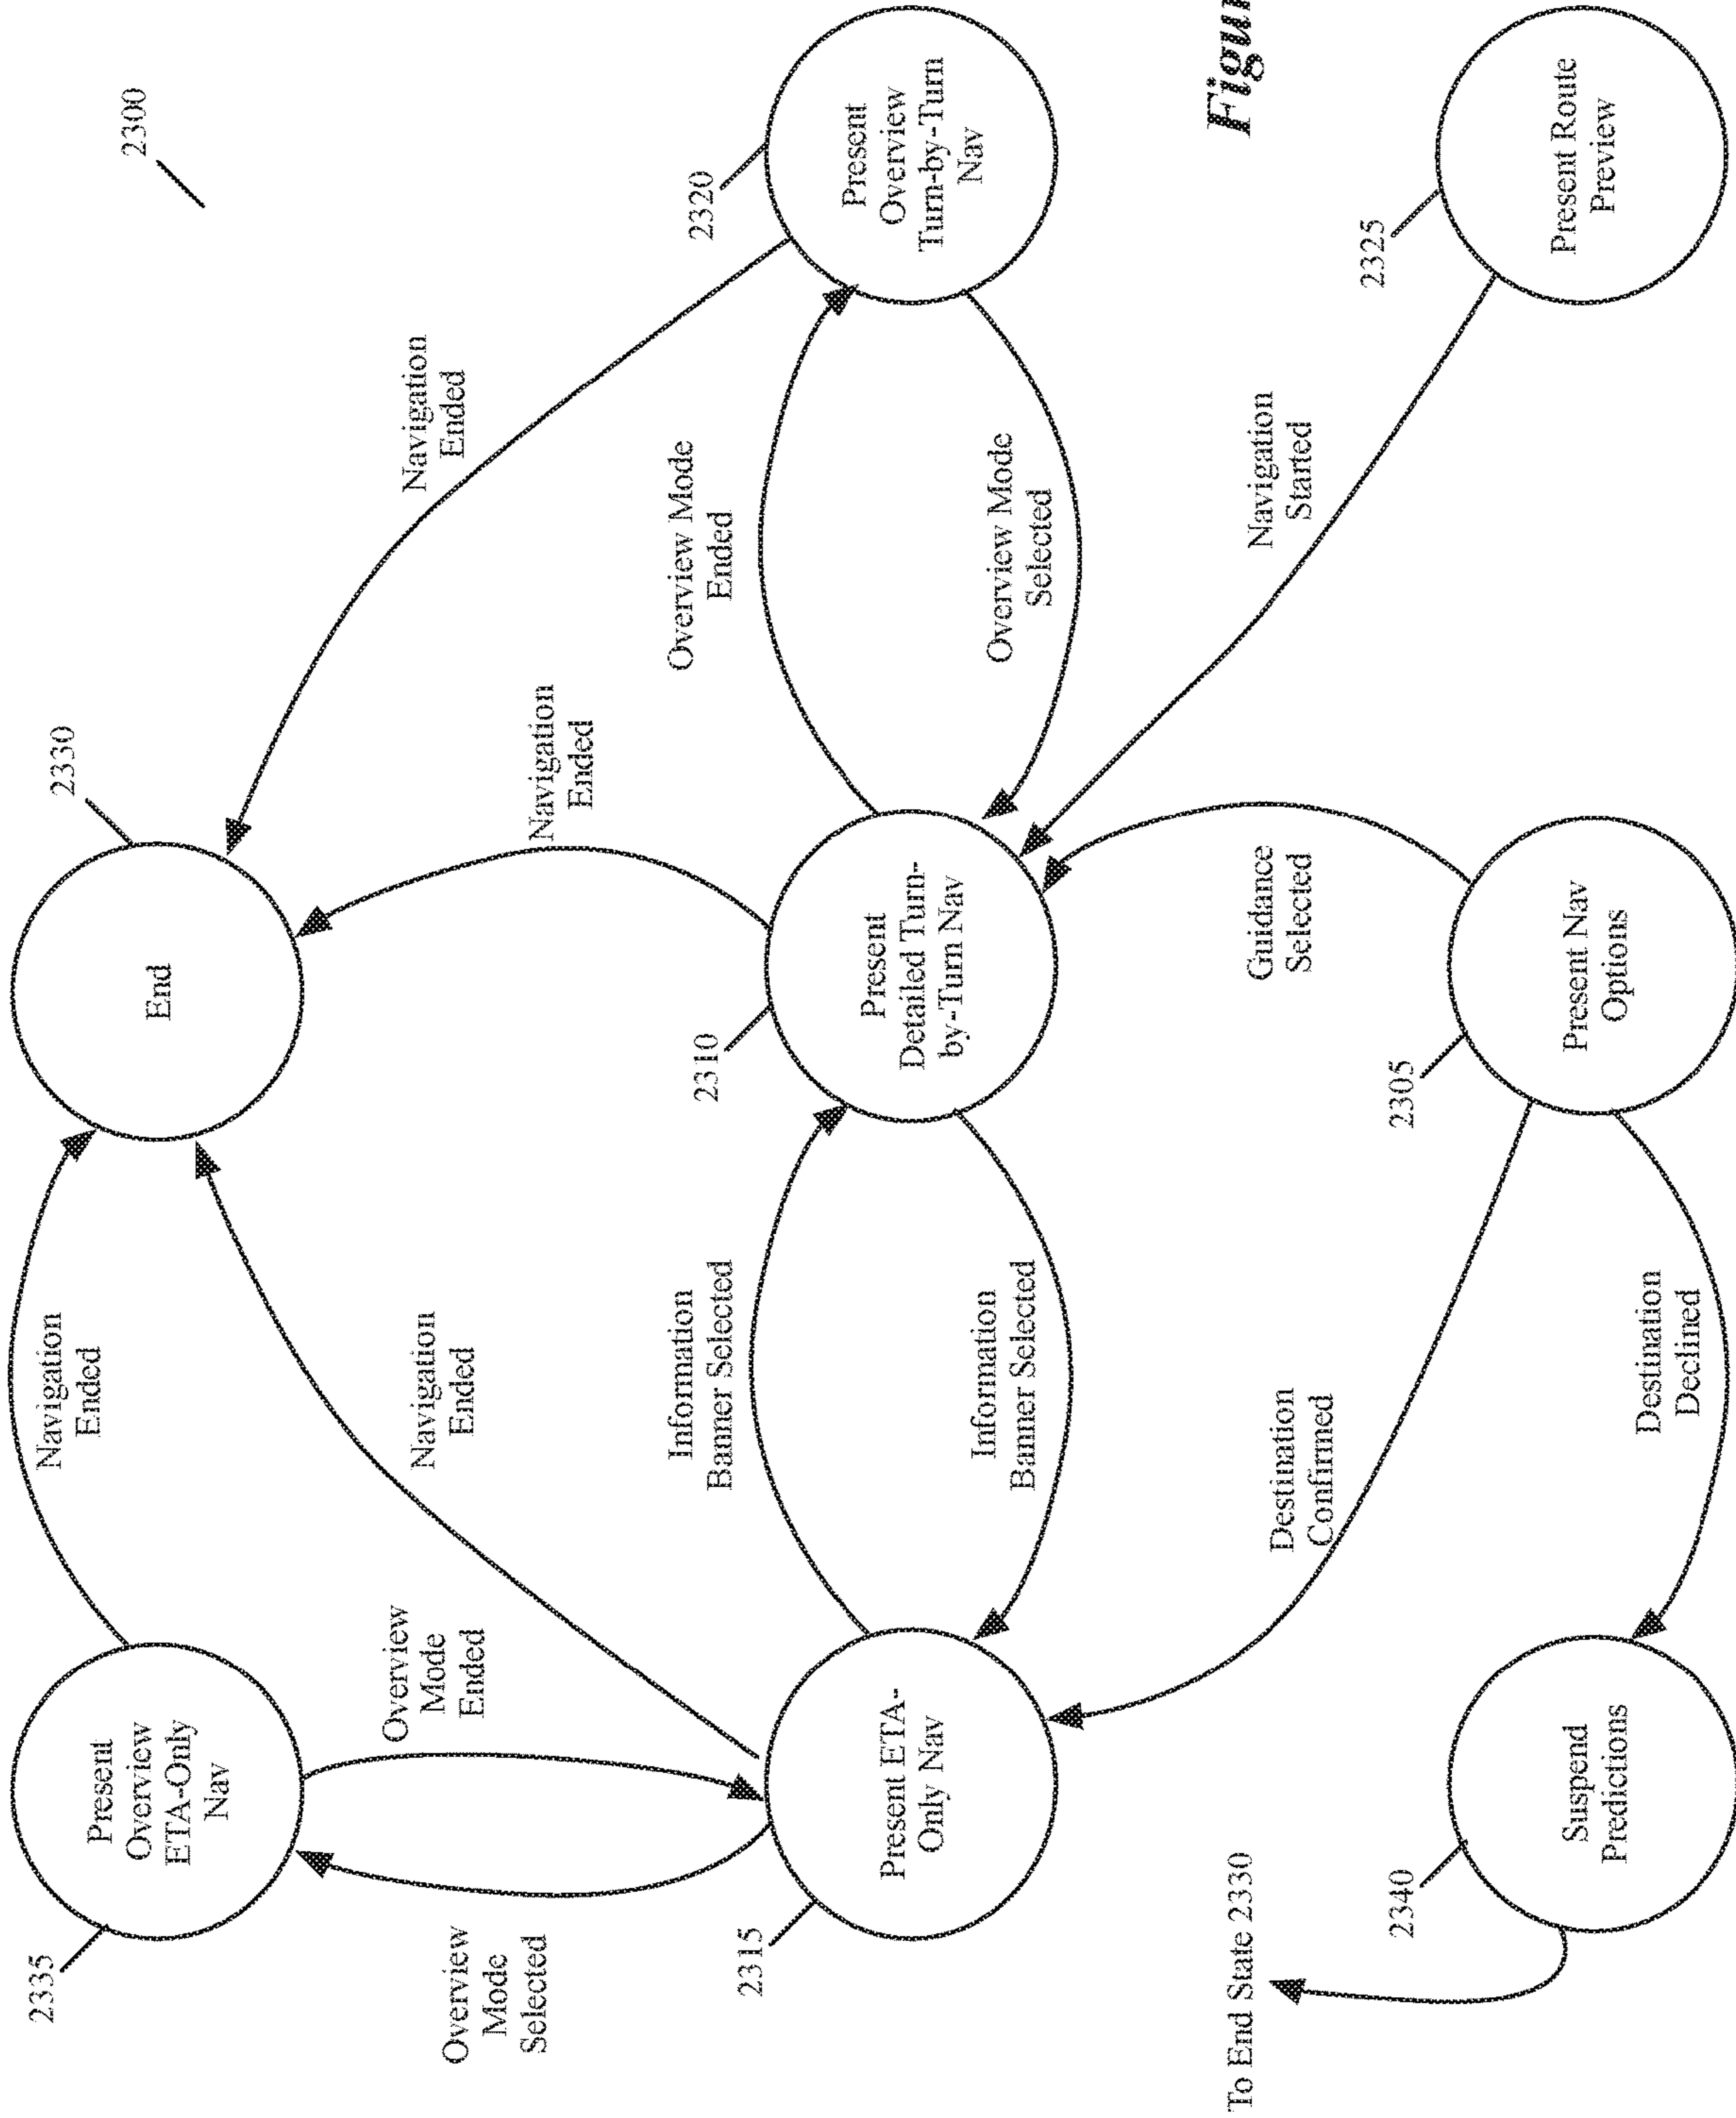 2300
2335
Present
Overview
ETA-Only
Nav
Navigation
Ended
End
2330
Overview
Mode
Selected
Overview
Mode
Ended
Navigation
Ended
Navigation
Ended
Navigation
Ended
2315
Present ETA-
Only Nav
Information
Banner Selected
Information
Banner Selected
2310
Present
Detailed Turn-
by-Turn Nav
Overview Mode
Ended
Overview Mode
Selected
2320
Present
Overview
Turn-by-Turn
Nav
To End State 2330
Destination
Confirmed
Guidance
Selected
Navigation
Started
Figur
2340
Suspend
Predictions
Destination
Declined
2305
Present Nav
Options
2325
Present Route
Preview